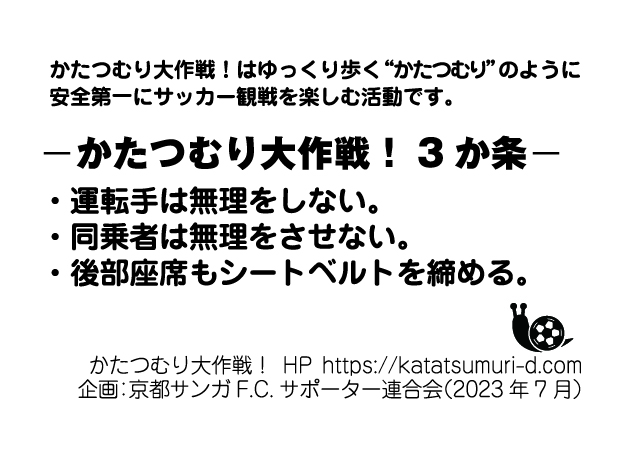 かたつむり大作戦！はゆっくり歩く“かたつむり”のように
安全第一にサッカー観戦を楽しむ活動です。
－かたつむり大作戦！３か条－
・運転手は無理をしない。
・同乗者は無理をさせない。
・後部座席もシートベルトを締める。
かたつむり大作戦！ HP https://katatsumuri-d.com
企画：京都サンガF.C.サポーター連合会（2023年7月）